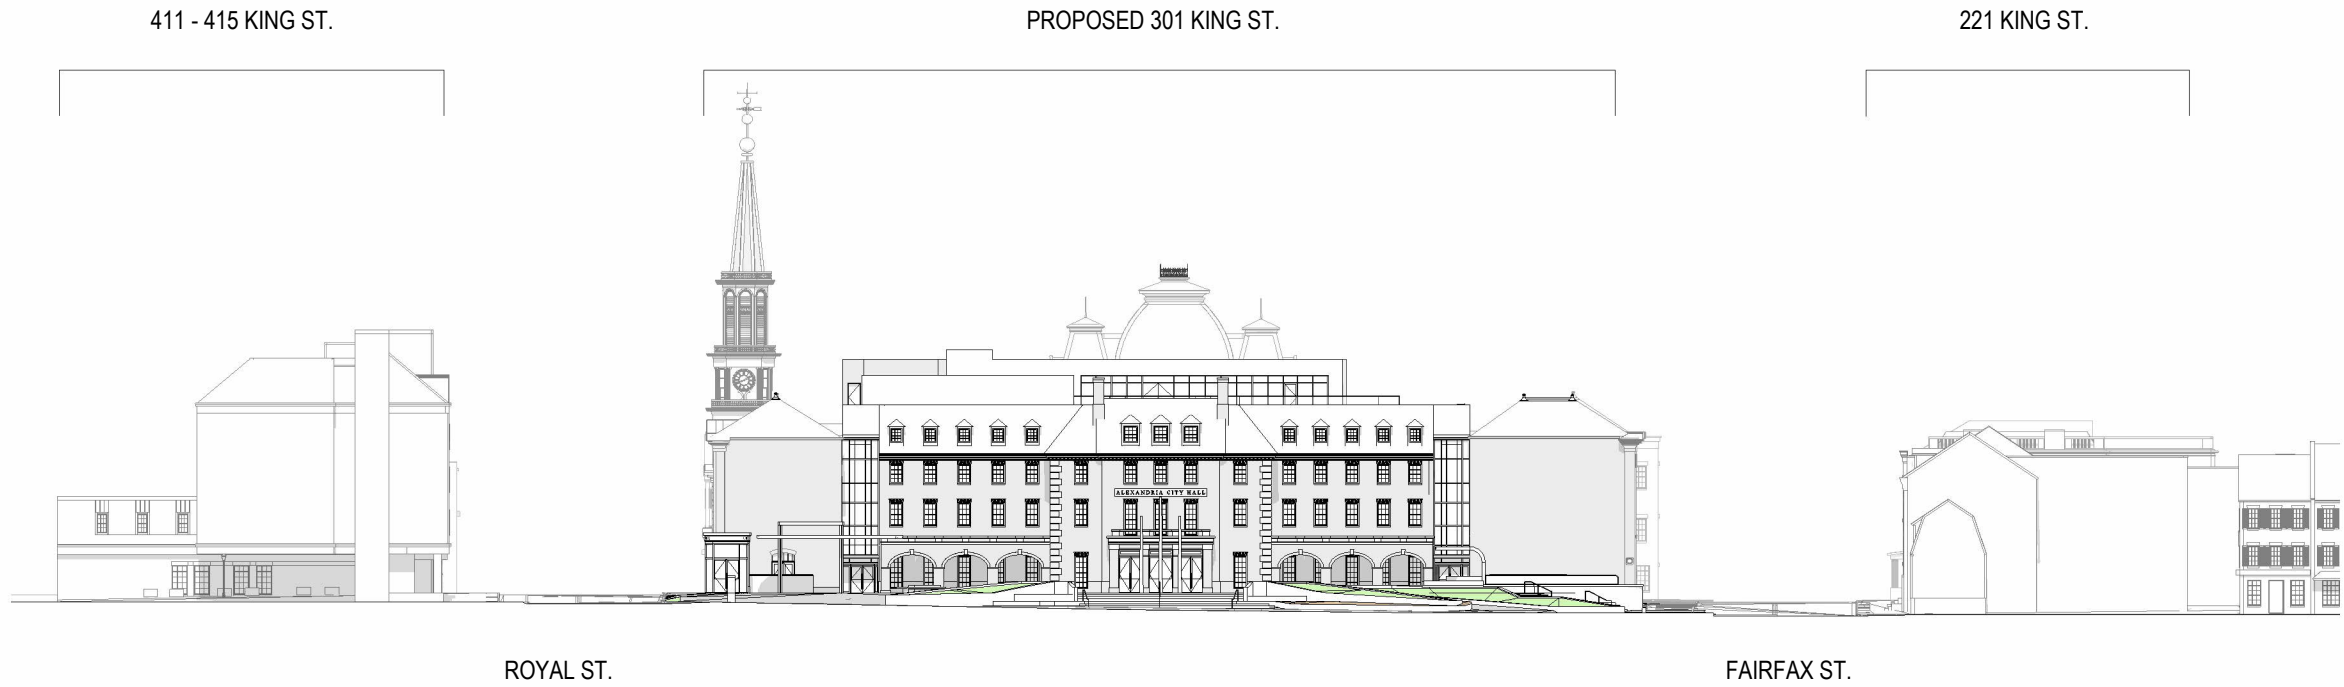 411 - 415 KING ST.
PROPOSED 301 KING ST.
221 KING ST.
ALEXANDRIA CITY HALL
ROYAL ST.
FAIRFAX ST.